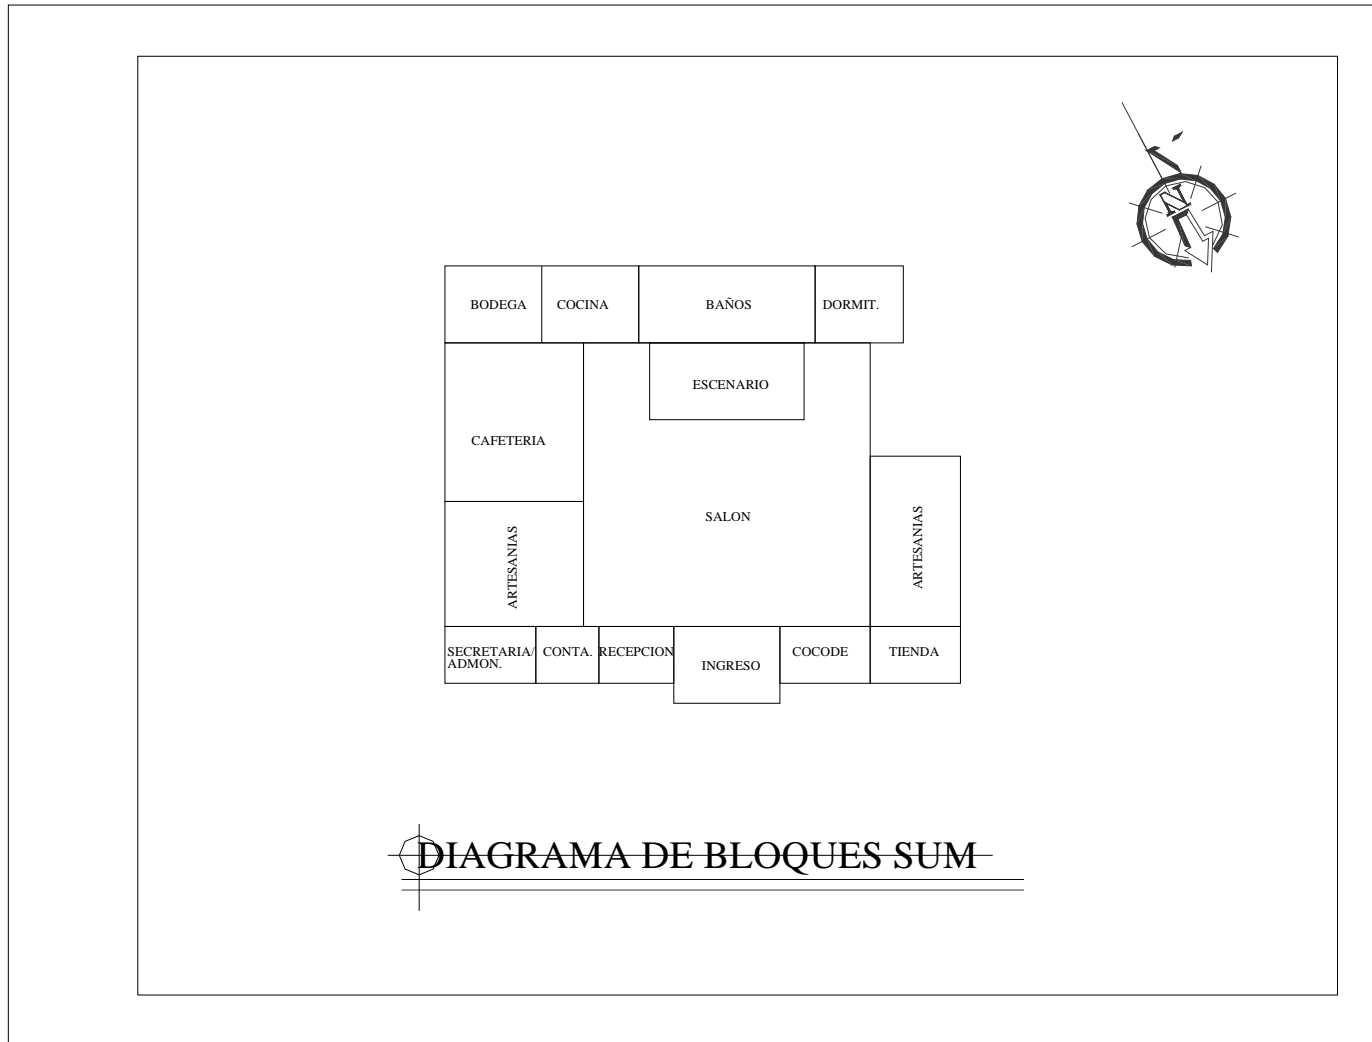 N
BODEGA
COCINA
BAÑOS
DORMIT.
ESCENARIO
CAFETERIA
SALON
ARTESANIAS
ARTESANIAS
SECRETARIA/
ADMON.
CONTA.
RECEPCION
INGRESO
COCODE
TIENDA
DIAGRAMA DE BLOQUES SUM